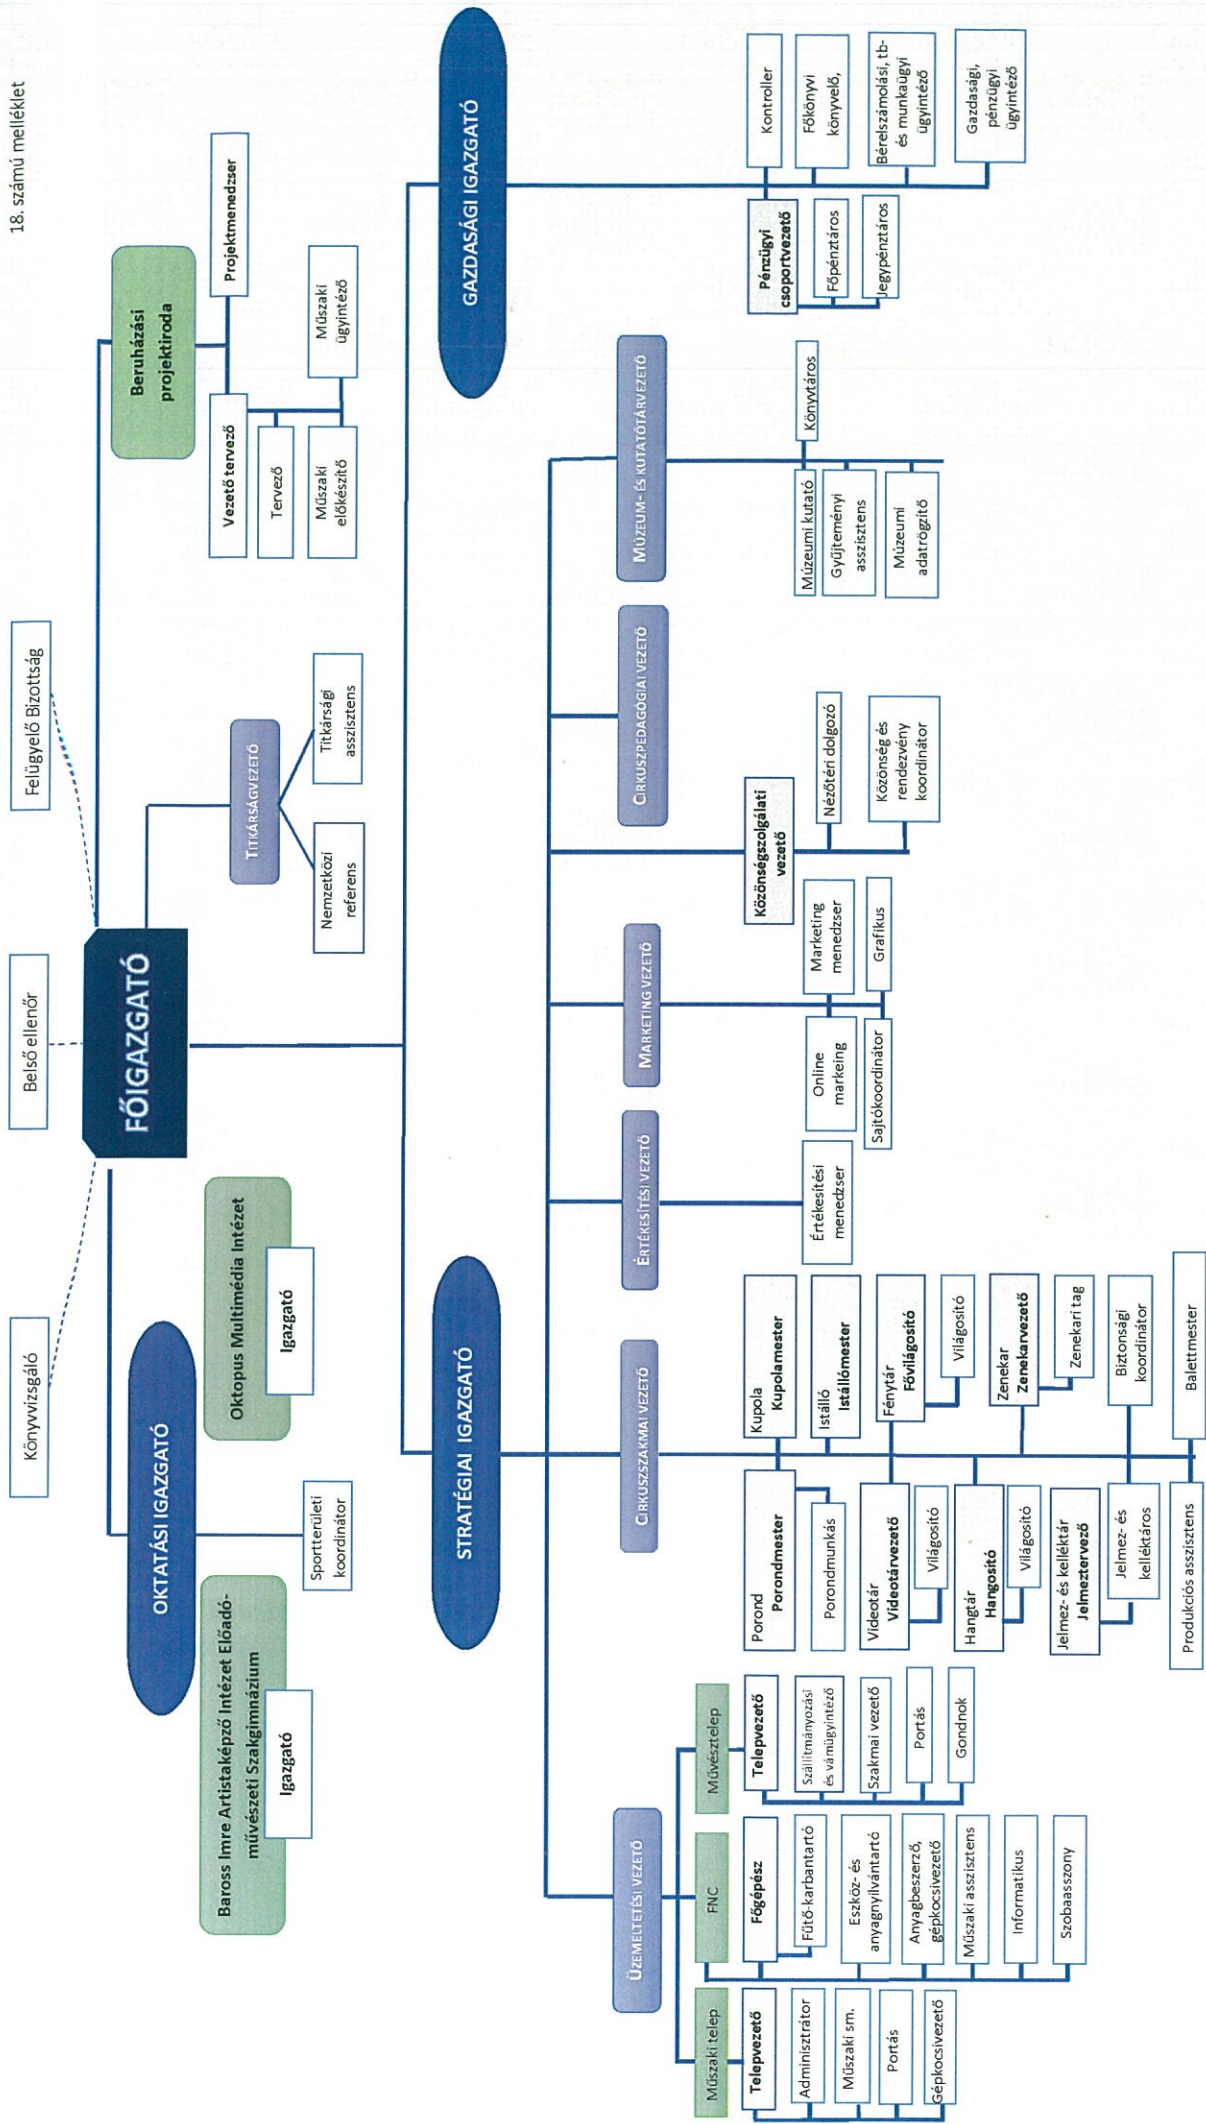 18. számú melléklet
Könyvvizsgáló
Belső ellenőr
Felügyelő Bizottság
FŐIGAZGATÓ
OKTATÁSI IGAZGATÓ
Baross Imre Artistaképző Intézet Előadó-
művészeti Szakgimnázium
Igazgató
Oktopus Multimédia Intézet
Igazgató
Sportterületi
koordinátor
TITKÁRSÁGVEZETŐ
Nemzetközi
referens
Titkársági
asszisztens
Beruházási
projektiroda
Vezető tervező
Projektmenedzser
Tervező
Műszaki
előkészítő
Műszaki
ügyintéző
STRATÉGIAI IGAZGATÓ
GAZDASÁGI IGAZGATÓ
ÜZEMELTETÉSI VEZETŐ
CIRKUSZSZAKMAI VEZETŐ
ÉRTÉKESÍTÉSI VEZETŐ
MARKETING VEZETŐ
CIRKUSZPEDAGÓGIAI VEZETŐ
MÚZEUM- ÉS KUTATÓTÁRVEZETŐ
Műszaki telep
Telepvezető
Adminisztrátor
Műszaki sm.
Portás
Gépkocsivezető
FNC
Főgépész
Fűtő-karbantartó
Eszköz- és
anyagnyilvántartó
Anyagbeszerző,
gépkocsivezető
Műszaki asszisztens
Informatikus
Szobaasszony
Művésztelep
Telepvezető
Szállítmányozási
és vámügyintéző
Szakmai vezető
Portás
Gondnok
Porond
Porondmester
Porondmunkás
Videotár
Videotárvezető
Világosító
Hangtár
Hangosító
Világosító
Jelmez- és kelléktár
Jelmeztervező
Jelmez- és
kelléktáros
Produkciós asszisztens
Kupola
Kupolamester
Istálló
Istállómester
Fénytár
Fővilágosító
Világosító
Zenekar
Zenekarvezető
Zenekari tag
Biztonsági
koordinátor
Balettmester
Értékesítési
menedzser
Online
markeing
Marketing
menedzser
Sajtókoordinátor
Grafikus
Közönségszolgálati
vezető
Nézőtéri dolgozó
Közönség és
rendezvény
koordinátor
Múzeumi kutató
Könyvtáros
Gyűjteményi
asszisztens
Múzeumi
adatrögzítő
Pénzügyi
csoportvezető
Főpénztáros
Jegypénztáros
Kontroller
Főkönyvi
könyvelő,
Bérelszámolási, tb-
és munkaügyi
ügyintéző
Gazdasági,
pénzügyi
ügyintéző